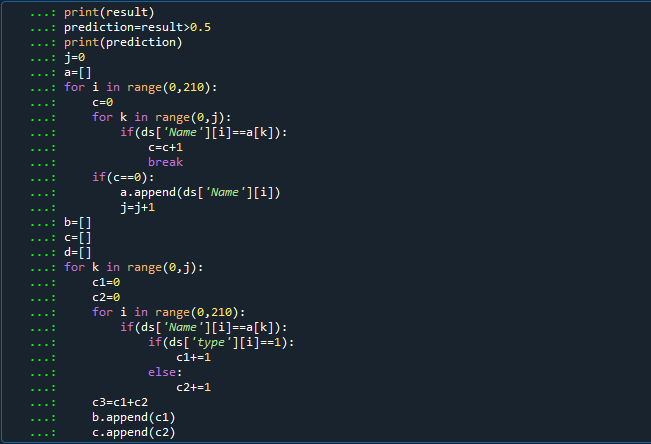 ...: print(result)
...: prediction=result>0.5
...: print(prediction)
...: j=0
...: a=[]
...: for i in range(0,210):
...:     c=0
...:     for k in range(0,j):
...:         if(ds['Name'][i]==a[k]):
...:             c=c+1
...:             break
...:     if(c==0):
...:         a.append(ds['Name'][i])
...:         j=j+1
...: b=[]
...: c=[]
...: d=[]
...: for k in range(0,j):
...:     c1=0
...:     c2=0
...:     for i in range(0,210):
...:         if(ds['Name'][i]==a[k]):
...:             if(ds['type'][i]==1):
...:                 c1+=1
...:             else:
...:                 c2+=1
...:     c3=c1+c2
...:     b.append(c1)
...:     c.append(c2)